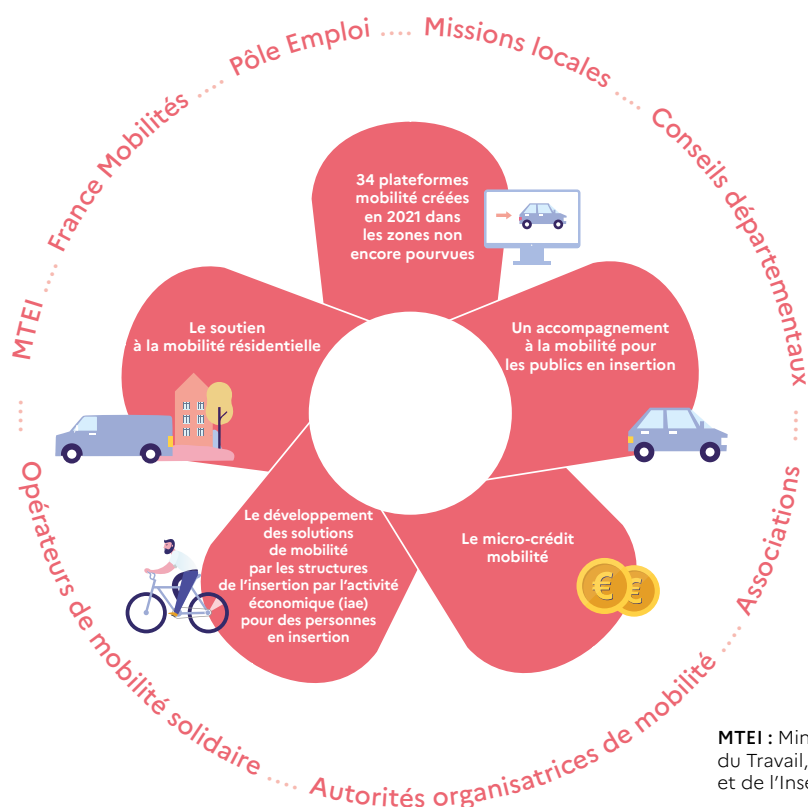 Pôle Emploi .... Missions locales .... Conseils départementaux .... Associations .... Autorités organisatrices de mobilité .... Opérateurs de mobilité solidaire .... MTEI .... France Mobilités ....
34 plateformes
mobilité créées
en 2021 dans
les zones non
encore pourvues
Un accompagnement
à la mobilité pour
les publics en insertion
Le micro-crédit
mobilité
Le développement
des solutions
de mobilité
par les structures
de l'insertion par l'activité
économique (iae)
pour des personnes
en insertion
Le soutien
à la mobilité résidentielle
MTEI : Min
du Travail,
et de l'Inse